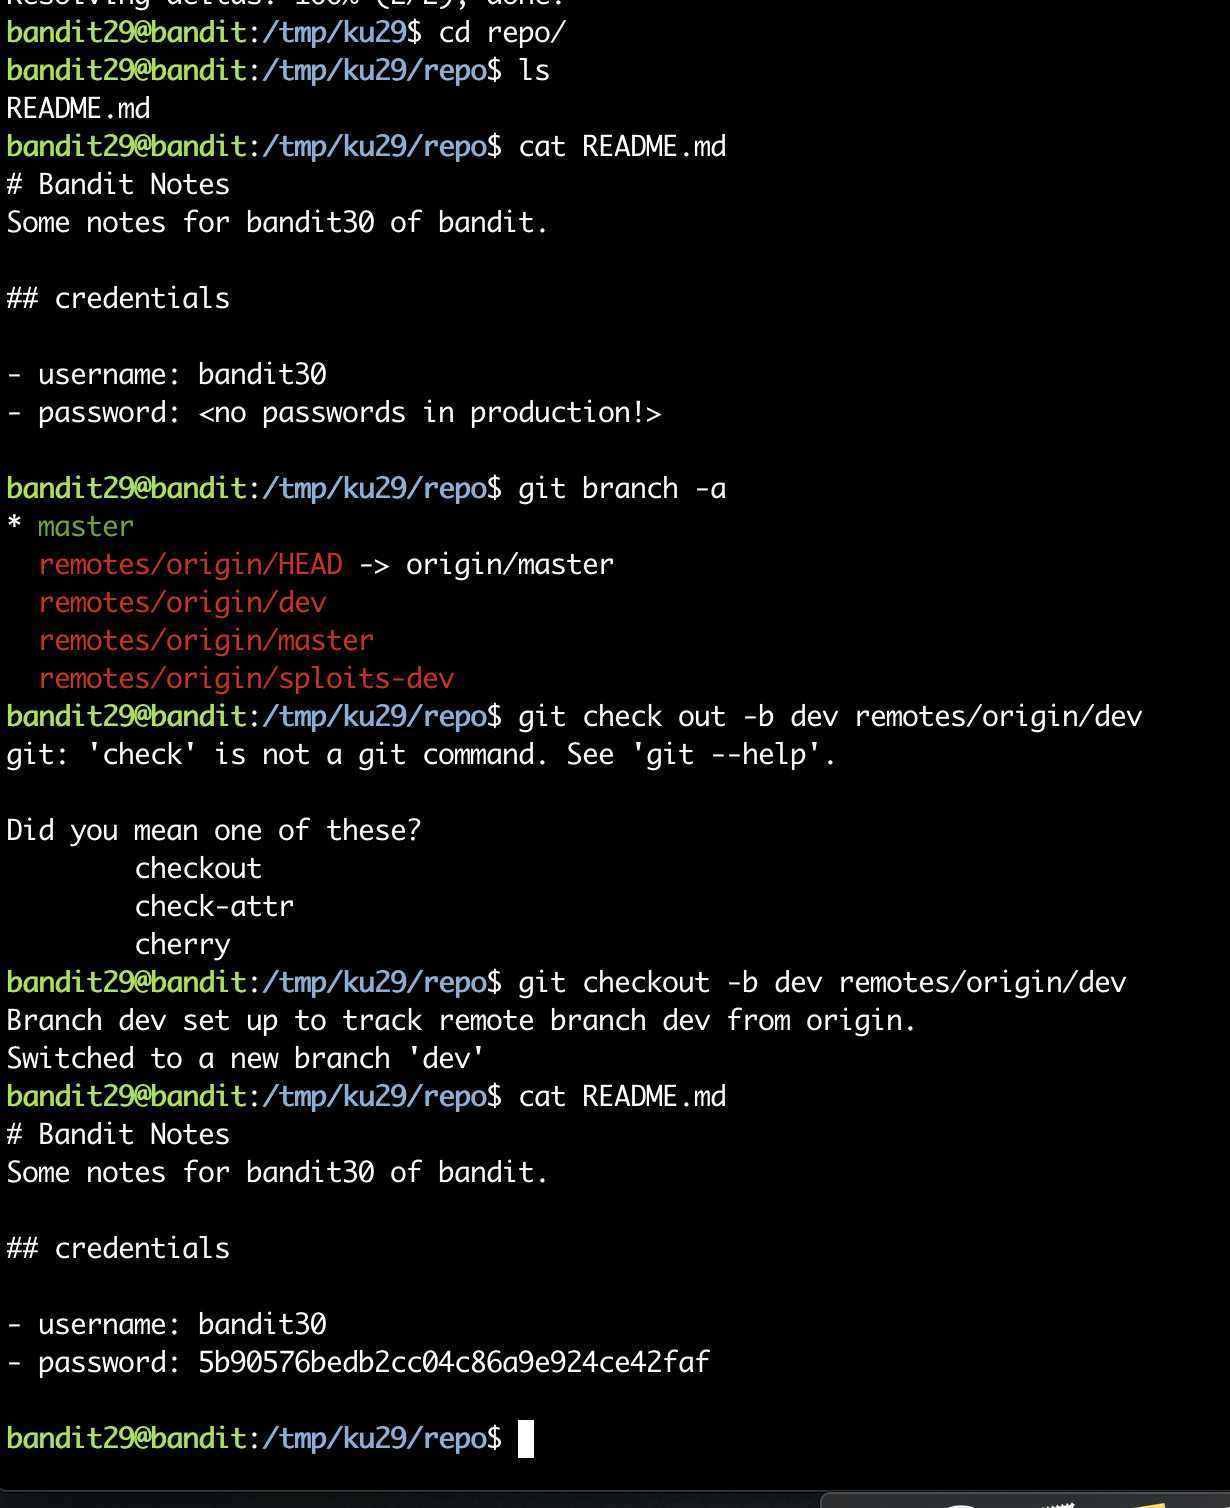 Resolving deltas: 100% (2/2), done.
bandit29@bandit:/tmp/ku29$ cd repo/
bandit29@bandit:/tmp/ku29/repo$ ls
README.md
bandit29@bandit:/tmp/ku29/repo$ cat README.md
# Bandit Notes
Some notes for bandit30 of bandit.

## credentials

- username: bandit30
- password: <no passwords in production!>

bandit29@bandit:/tmp/ku29/repo$ git branch -a
* master
  remotes/origin/HEAD -> origin/master
  remotes/origin/dev
  remotes/origin/master
  remotes/origin/sploits-dev
bandit29@bandit:/tmp/ku29/repo$ git check out -b dev remotes/origin/dev
git: 'check' is not a git command. See 'git --help'.

Did you mean one of these?
        checkout
        check-attr
        cherry
bandit29@bandit:/tmp/ku29/repo$ git checkout -b dev remotes/origin/dev
Branch dev set up to track remote branch dev from origin.
Switched to a new branch 'dev'
bandit29@bandit:/tmp/ku29/repo$ cat README.md
# Bandit Notes
Some notes for bandit30 of bandit.

## credentials

- username: bandit30
- password: 5b90576bedb2cc04c86a9e924ce42faf

bandit29@bandit:/tmp/ku29/repo$